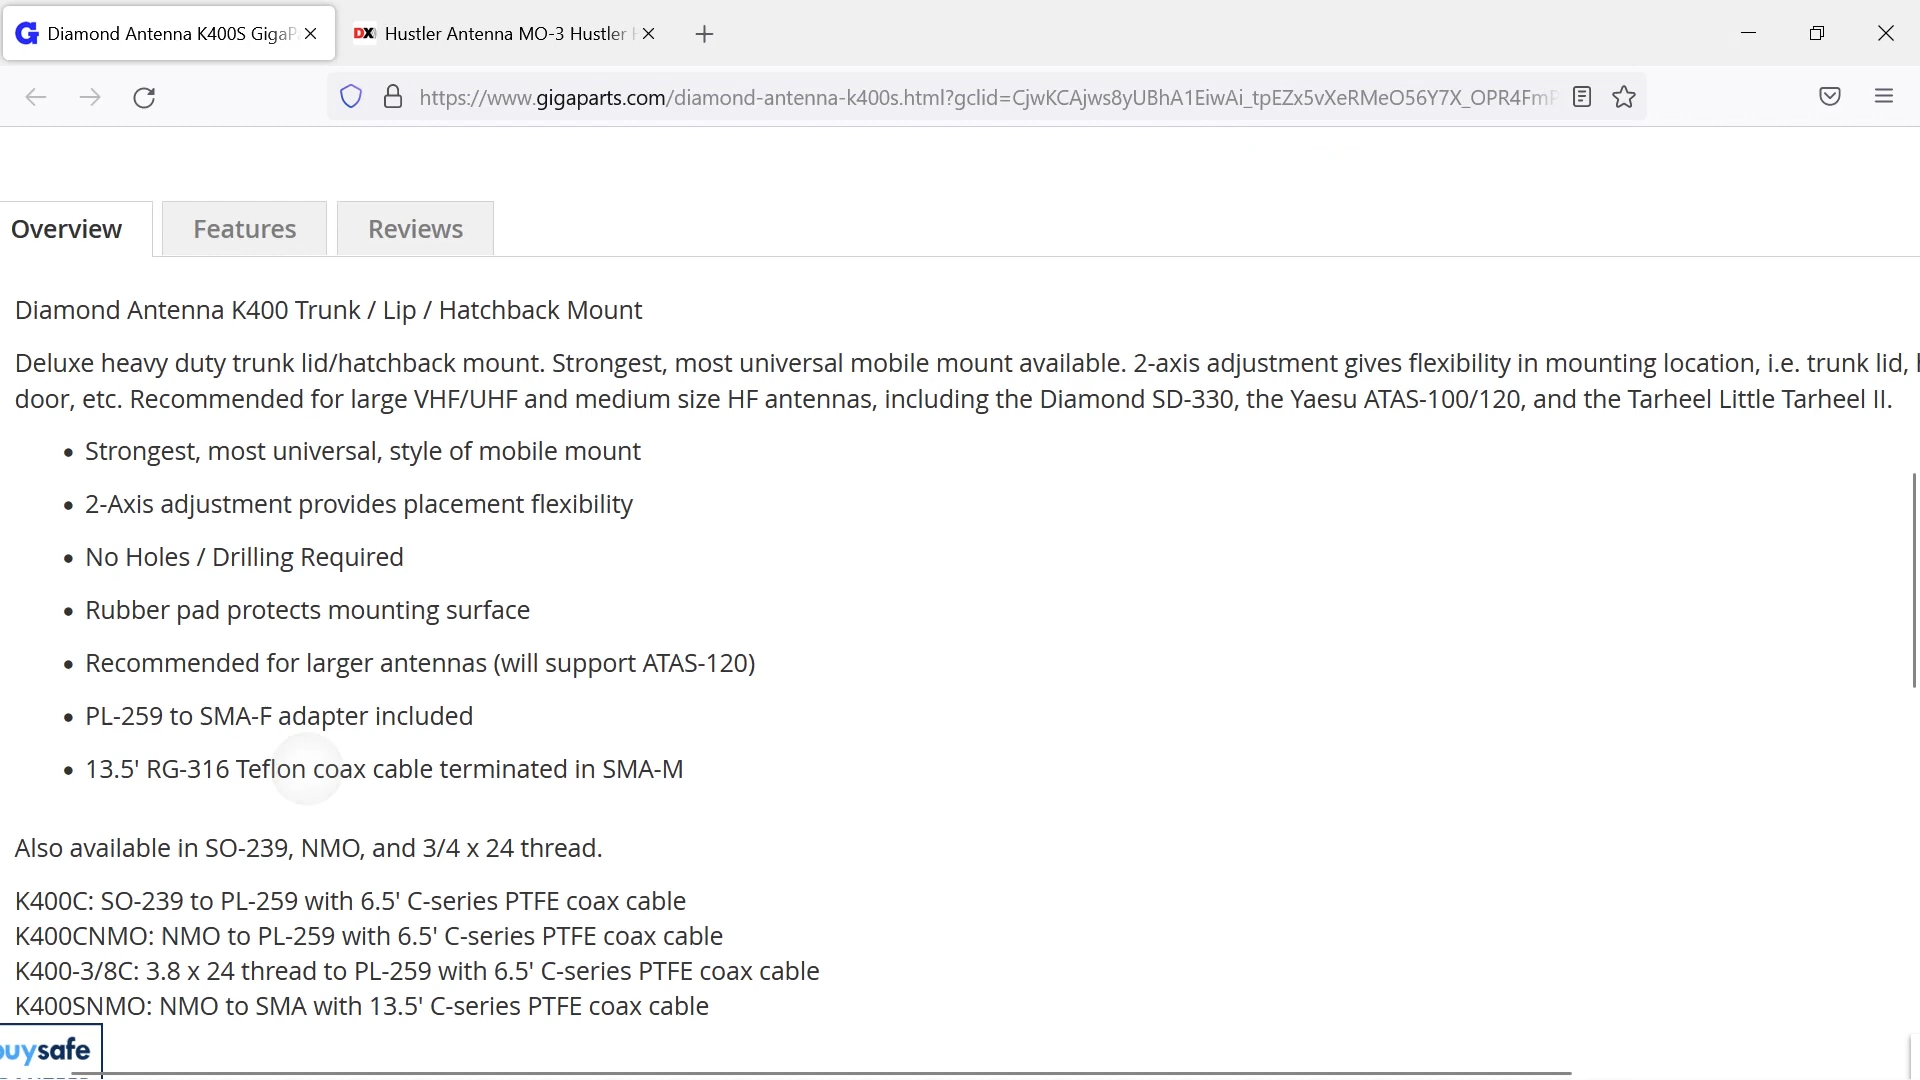 Diamond Antenna K400S GigaP
DX Hustler Antenna MO-3 Hustler
https://www.gigaparts.com/diamond-antenna-k400s.html?gclid=CjwKCAjws8yUBhA1EiwAi_tpEZx5vXeRMeO56Y7X_OPR4FmP
Overview
Features
Reviews
Diamond Antenna K400 Trunk / Lip / Hatchback Mount
Deluxe heavy duty trunk lid/hatchback mount. Strongest, most universal mobile mount available. 2-axis adjustment gives flexibility in mounting location, i.e. trunk lid,
door, etc. Recommended for large VHF/UHF and medium size HF antennas, including the Diamond SD-330, the Yaesu ATAS-100/120, and the Tarheel Little Tarheel II.
• Strongest, most universal, style of mobile mount
• 2-Axis adjustment provides placement flexibility
• No Holes / Drilling Required
• Rubber pad protects mounting surface
• Recommended for larger antennas (will support ATAS-120)
• PL-259 to SMA-F adapter included
• 13.5' RG-316 Teflon coax cable terminated in SMA-M
Also available in SO-239, NMO, and 3/4 x 24 thread.
K400C: SO-239 to PL-259 with 6.5' C-series PTFE coax cable
K400CNMO: NMO to PL-259 with 6.5' C-series PTFE coax cable
K400-3/8C: 3.8 x 24 thread to PL-259 with 6.5' C-series PTFE coax cable
K400SNMO: NMO to SMA with 13.5' C-series PTFE coax cable
buysafe